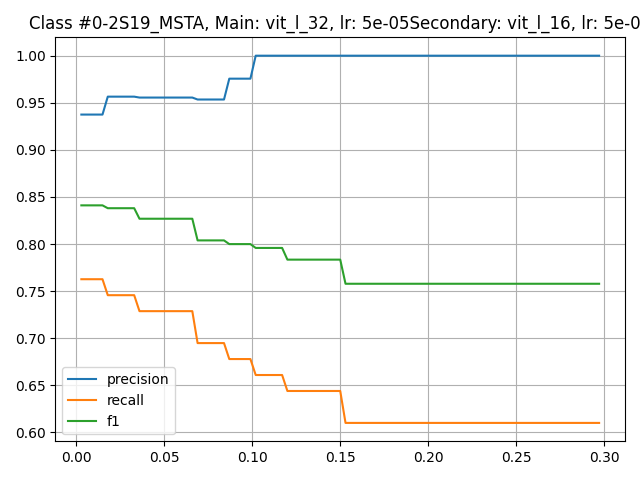 Class #0-2S19_MSTA, Main: vit_l_32, lr: 5e-05Secondary: vit_l_16, lr: 5e-0
1.00
0.95
0.90
0.85
0.80
0.75
0.70
0.65
0.60
precision
recall
f1
0.00 0.05 0.10 0.15 0.20 0.25 0.30